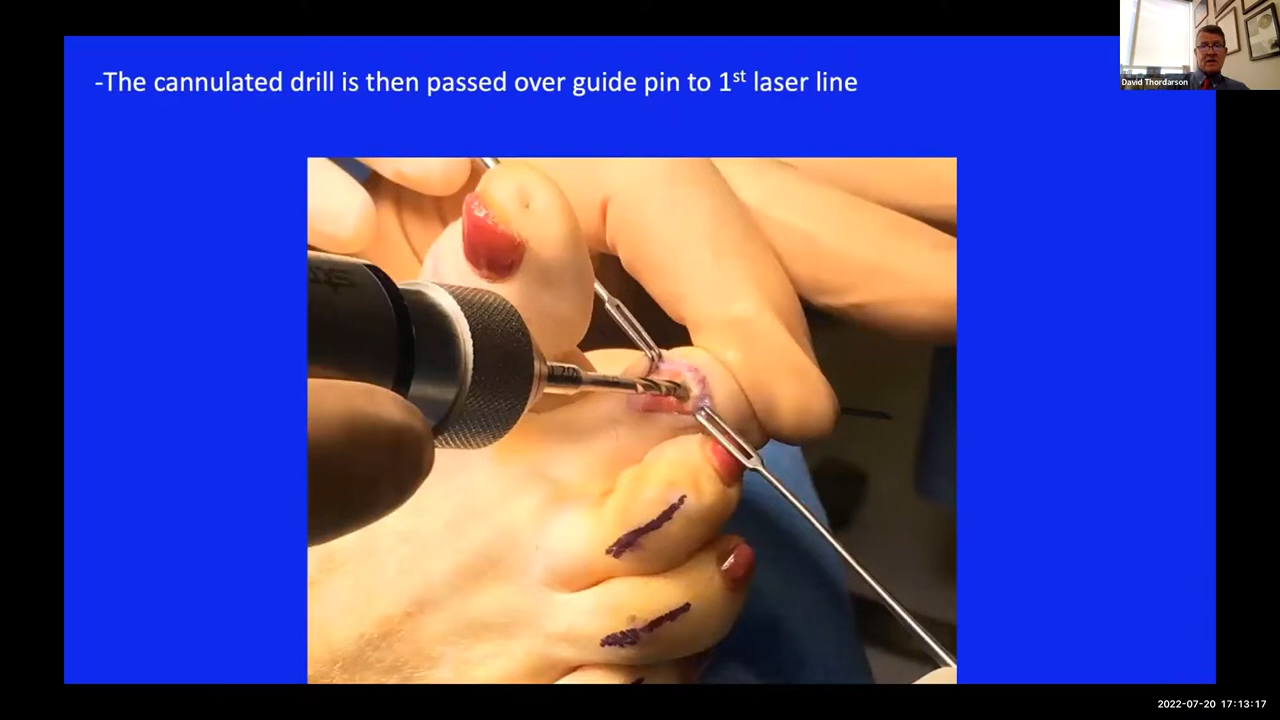 -The cannulated drill is then passed over guide pin to 1st laser line
David Thordarson
2022-07-20 17:13:17